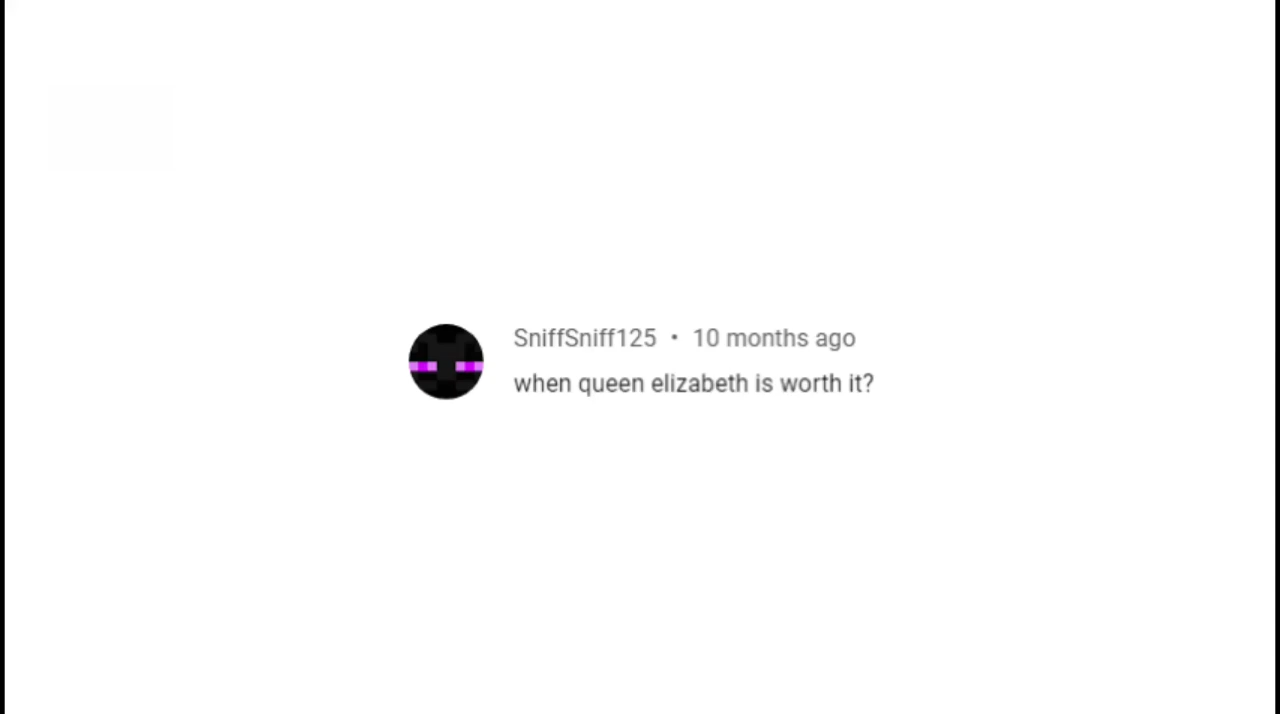 SniffSniff125 • 10 months ago
when queen elizabeth is worth it?